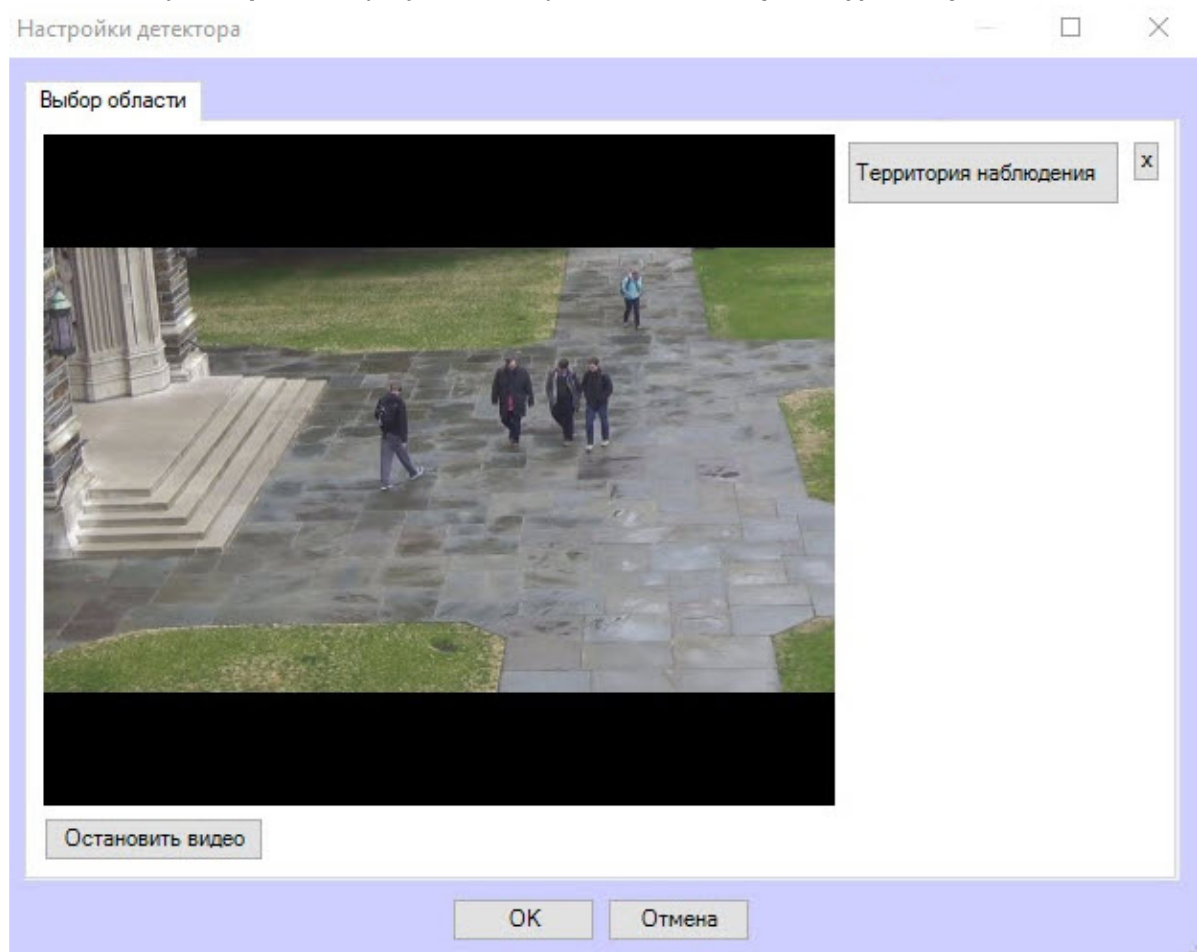 Настройки детектора
Выбор области
Территория наблюдения
x
Остановить видео
OK
Отмена